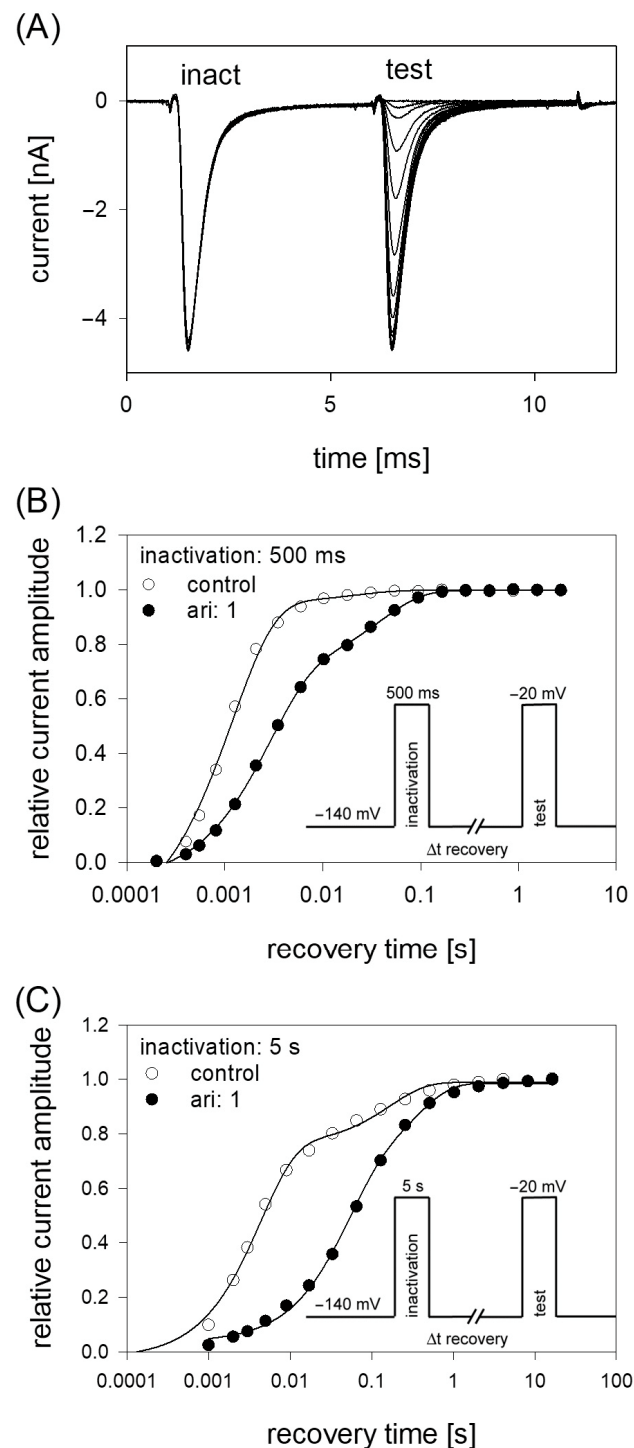 (A)
inact
test
0
−2
−4
current [nA]
0
5
10
time [ms]
(B)
1.2
1.0
0.8
0.6
0.4
0.2
0.0
relative current amplitude
inactivation: 500 ms
control
ari: 1
500 ms
−20 mV
−140 mV
inactivation
test
Δt recovery
0.0001
0.001
0.01
0.1
1
10
recovery time [s]
(C)
1.2
1.0
0.8
0.6
0.4
0.2
0.0
relative current amplitude
inactivation: 5 s
control
ari: 1
5 s
−20 mV
−140 mV
inactivation
test
Δt recovery
0.0001
0.001
0.01
0.1
1
10
100
recovery time [s]